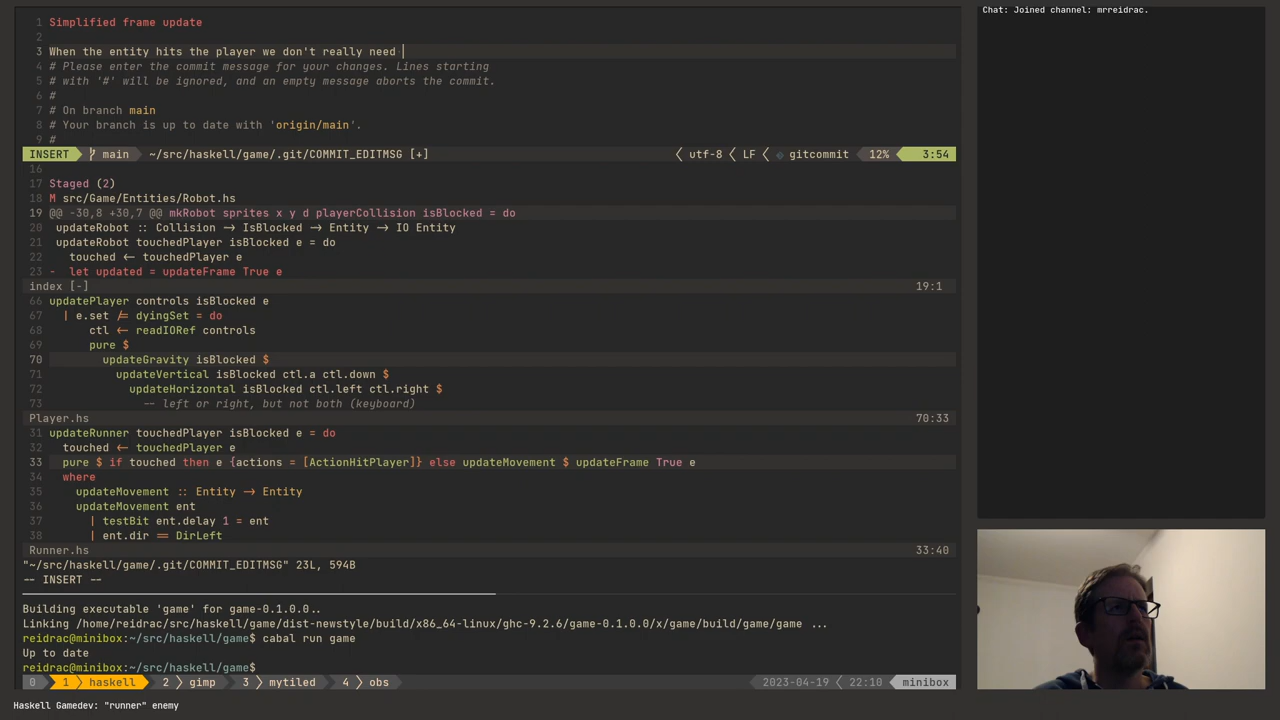 1 Simplified frame update
2
3 When the entity hits the player we don't really need
4 # Please enter the commit message for your changes. Lines starting
5 # with '#' will be ignored, and an empty message aborts the commit.
6 #
7 # On branch main
8 # Your branch is up to date with 'origin/main'.
9 #
INSERT main ~/src/haskell/game/.git/COMMIT_EDITMSG [+] utf-8 LF gitcommit 12% 3:54
16
17 Staged (2)
18 M src/Game/Entities/Robot.hs
19 @@ -30,8 +30,7 @@ mkRobot sprites x y d playerCollision isBlocked = do
20 updateRobot :: Collision -> IsBlocked -> Entity -> IO Entity
21 updateRobot touchedPlayer isBlocked e = do
22 touched <- touchedPlayer e
23 - let updated = updateFrame True e
index [-] 19:1
66 updatePlayer controls isBlocked e
67 | e.set /= dyingSet = do
68 ctl <- readIORef controls
69 pure $
70 updateGravity isBlocked $
71 updateVertical isBlocked ctl.a ctl.down $
72 updateHorizontal isBlocked ctl.left ctl.right $
73 -- left or right, but not both (keyboard)
Player.hs 70:33
31 updateRunner touchedPlayer isBlocked e = do
32 touched <- touchedPlayer e
33 pure $ if touched then e {actions = [ActionHitPlayer]} else updateMovement $ updateFrame True e
34 where
35 updateMovement :: Entity -> Entity
36 updateMovement ent
37 | testBit ent.delay 1 = ent
38 | ent.dir == DirLeft
Runner.hs 33:40
"~/src/haskell/game/.git/COMMIT_EDITMSG" 23L, 594B
-- INSERT --
Building executable 'game' for game-0.1.0.0..
Linking /home/reidrac/src/haskell/game/dist-newstyle/build/x86_64-linux/ghc-9.2.6/game-0.1.0.0/x/game/build/game/game ...
reidrac@minibox:~/src/haskell/game$ cabal run game
Up to date
reidrac@minibox:~/src/haskell/game$
0 1 haskell 2 gimp 3 mytiled 4 obs 2023-04-19 22:10 minibox
Haskell Gamedev: "runner" enemy
Chat: Joined channel: mrreidrac.